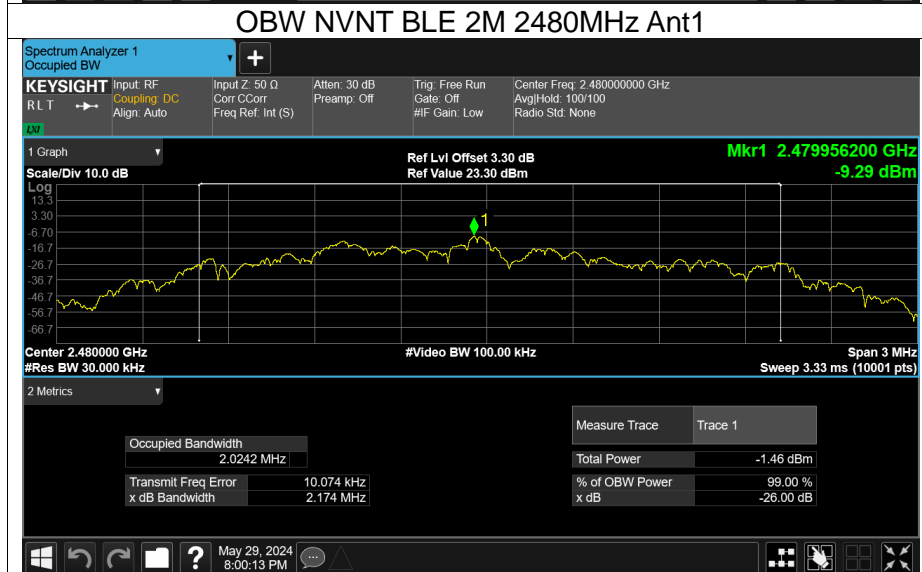 OBW NVNT BLE 2M 2480MHz Ant1
Spectrum Analyzer 1
Occupied BW
▼
+
KEYSIGHT Input: RF Input Z: 50 Ω Atten: 30 dB Trig: Free Run Center Freq: 2.480000000 GHz
RLT Coupling: DC Corr CCorr Preamp: Off Gate: Off Avg|Hold: 100/100
Align: Auto Freq Ref: Int (S) #IF Gain: Low Radio Std: None
LXI
1 Graph ▼ Ref Lvl Offset 3.30 dB Mkr1 2.479956200 GHz
Scale/Div 10.0 dB Ref Value 23.30 dBm -9.29 dBm
Log
13.3
3.30
1
-6.70
-16.7
-26.7
-36.7
-46.7
-56.7
-66.7
Center 2.480000 GHz #Video BW 100.00 kHz Span 3 MHz
#Res BW 30.000 kHz Sweep 3.33 ms (10001 pts)
2 Metrics ▼
Measure Trace Trace 1
Occupied Bandwidth
2.0242 MHz Total Power -1.46 dBm
Transmit Freq Error 10.074 kHz % of OBW Power 99.00 %
x dB Bandwidth 2.174 MHz x dB -26.00 dB
? May 29, 2024
8:00:13 PM